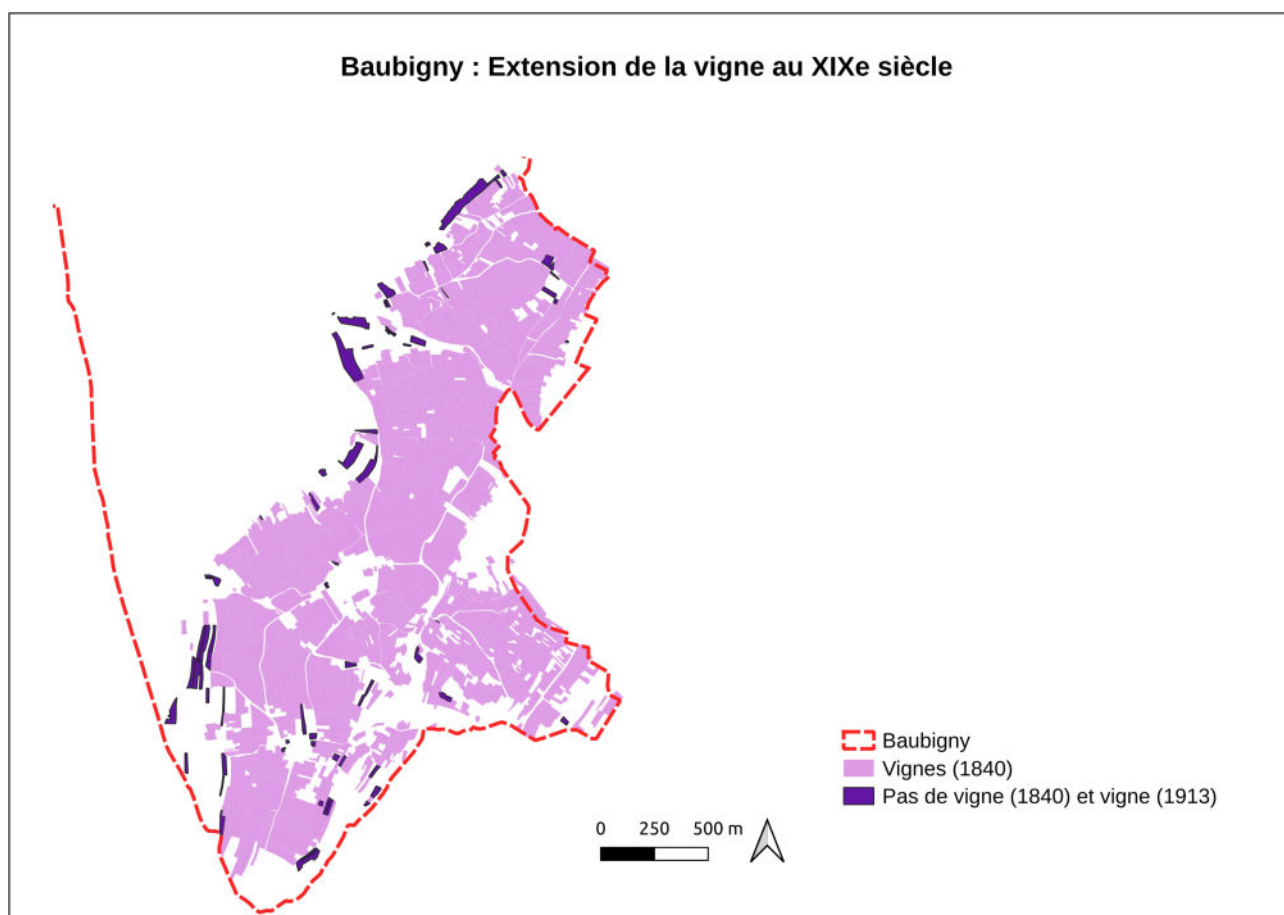 Baubigny : Extension de la vigne au XIXe siècle
Baubigny
Vignes (1840)
Pas de vigne (1840) et vigne (1913)
0 250 500 m